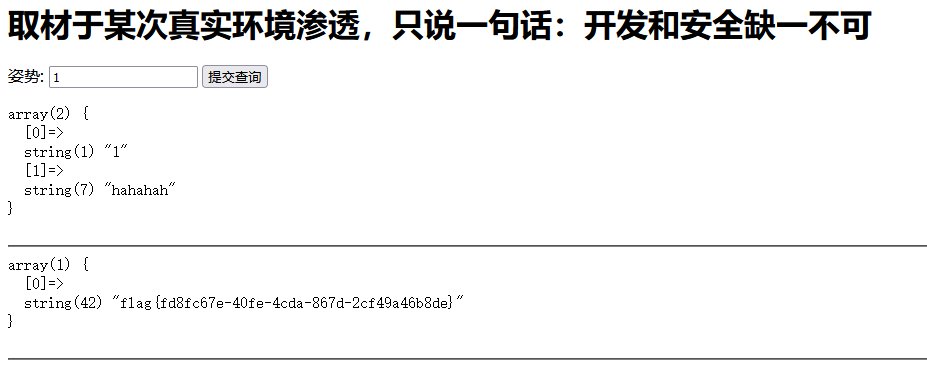 取材于某次真实环境渗透，只说一句话：开发和安全缺一不可
姿势: 1 提交查询
array(2) {
  [0]=>
  string(1) "1"
  [1]=>
  string(7) "hahahah"
}
array(1) {
  [0]=>
  string(42) "flag{fd8fc67e-40fe-4cda-867d-2cf49a46b8de}"
}